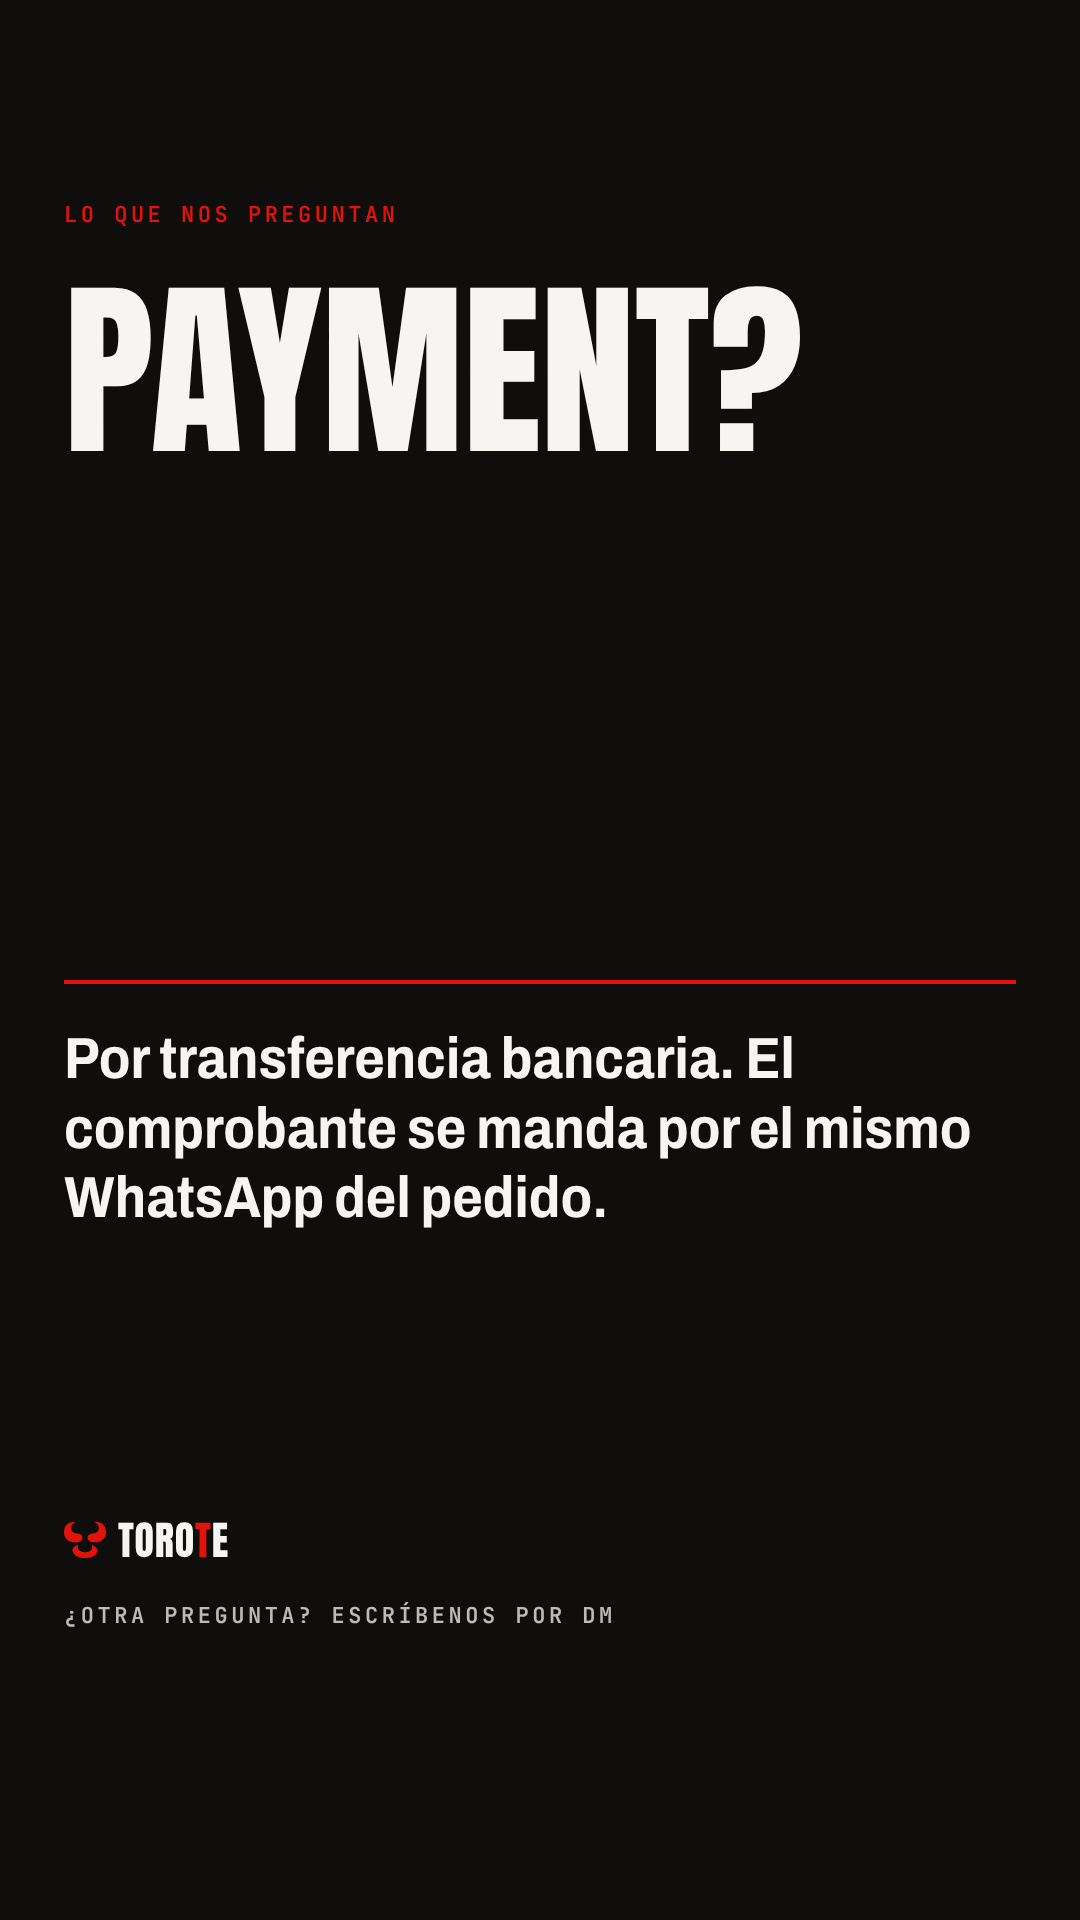 LO QUE NOS PREGUNTAN
PAYMENT?
Por transferencia bancaria. El
comprobante se manda por el mismo
WhatsApp del pedido.
TOROTE
¿OTRA PREGUNTA? ESCRÍBENOS POR DM